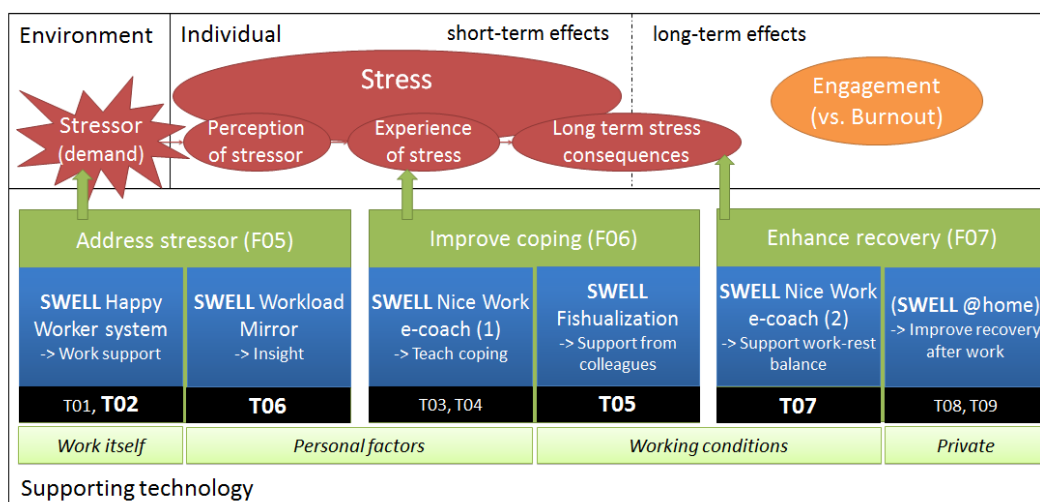 Environment
Individual
short-term effects
long-term effects
Stress
Engagement
(vs. Burnout)
Stressor
(demand)
Perception
of stressor
Experience
of stress
Long term stress
consequences
Address stressor (F05)
Improve coping (F06)
Enhance recovery (F07)
SWELL Happy
Worker system
-> Work support
SWELL Workload
Mirror
-> Insight
SWELL Nice Work
e-coach (1)
-> Teach coping
SWELL
Fishualization
-> Support from
colleagues
SWELL Nice Work
e-coach (2)
-> Support work-rest
balance
(SWELL @home)
-> Improve recovery
after work
T01, T02
T06
T03, T04
T05
T07
T08, T09
Work itself
Personal factors
Working conditions
Private
Supporting technology